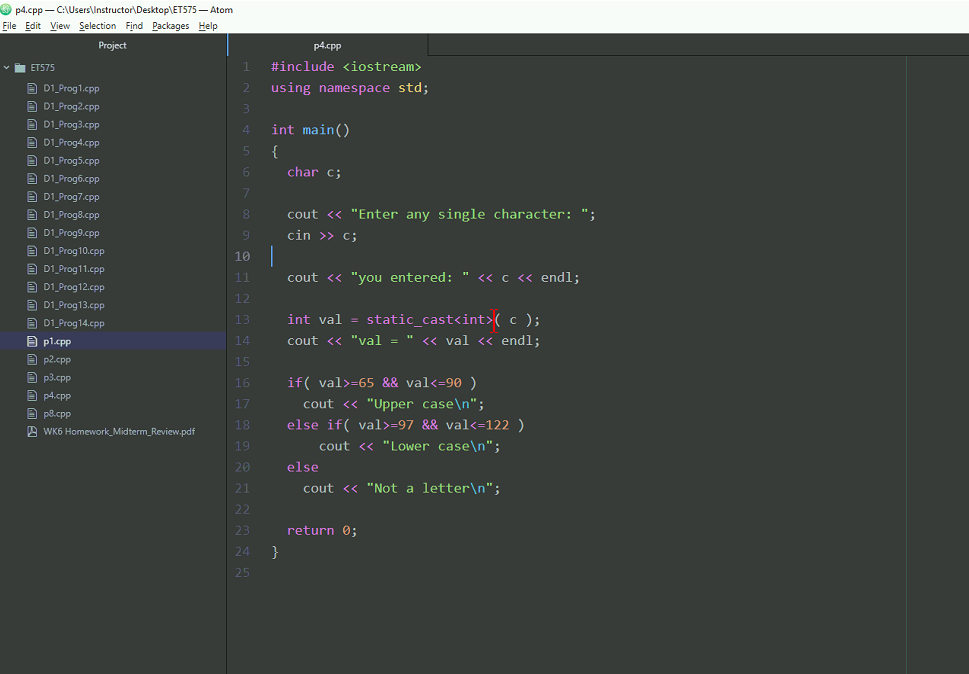 p4.cpp — C:\Users\Instructor\Desktop\ET575 — Atom
File Edit View Selection Find Packages Help
Project
ET575
D1_Prog1.cpp
D1_Prog2.cpp
D1_Prog3.cpp
D1_Prog4.cpp
D1_Prog5.cpp
D1_Prog6.cpp
D1_Prog7.cpp
D1_Prog8.cpp
D1_Prog9.cpp
D1_Prog10.cpp
D1_Prog11.cpp
D1_Prog12.cpp
D1_Prog13.cpp
D1_Prog14.cpp
p1.cpp
p2.cpp
p3.cpp
p4.cpp
p8.cpp
WK6 Homework_Midterm_Review.pdf
p4.cpp
1 #include <iostream>
2 using namespace std;
3
4 int main()
5 {
6 char c;
7
8 cout << "Enter any single character: ";
9 cin >> c;
10
11 cout << "you entered: " << c << endl;
12
13 int val = static_cast<int>( c );
14 cout << "val = " << val << endl;
15
16 if( val>=65 && val<=90 )
17 cout << "Upper case\n";
18 else if( val>=97 && val<=122 )
19 cout << "Lower case\n";
20 else
21 cout << "Not a letter\n";
22
23 return 0;
24 }
25